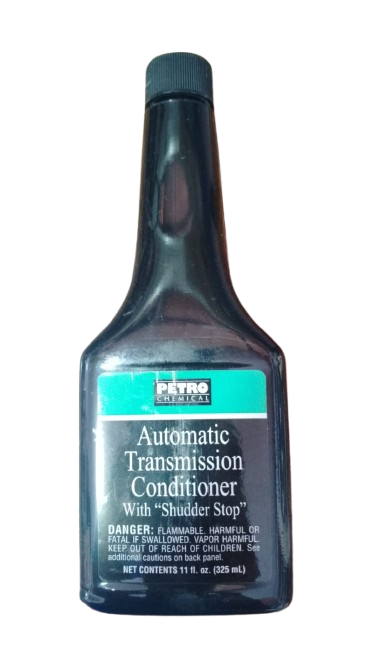 PETRO
CHEMICAL
Automatic
Transmission
Conditioner
With “Shudder Stop”
DANGER: FLAMMABLE. HARMFUL OR
FATAL IF SWALLOWED. VAPOR HARMFUL.
KEEP OUT OF REACH OF CHILDREN. See
additional cautions on back panel.
NET CONTENTS 11 fl. oz. (325 mL)